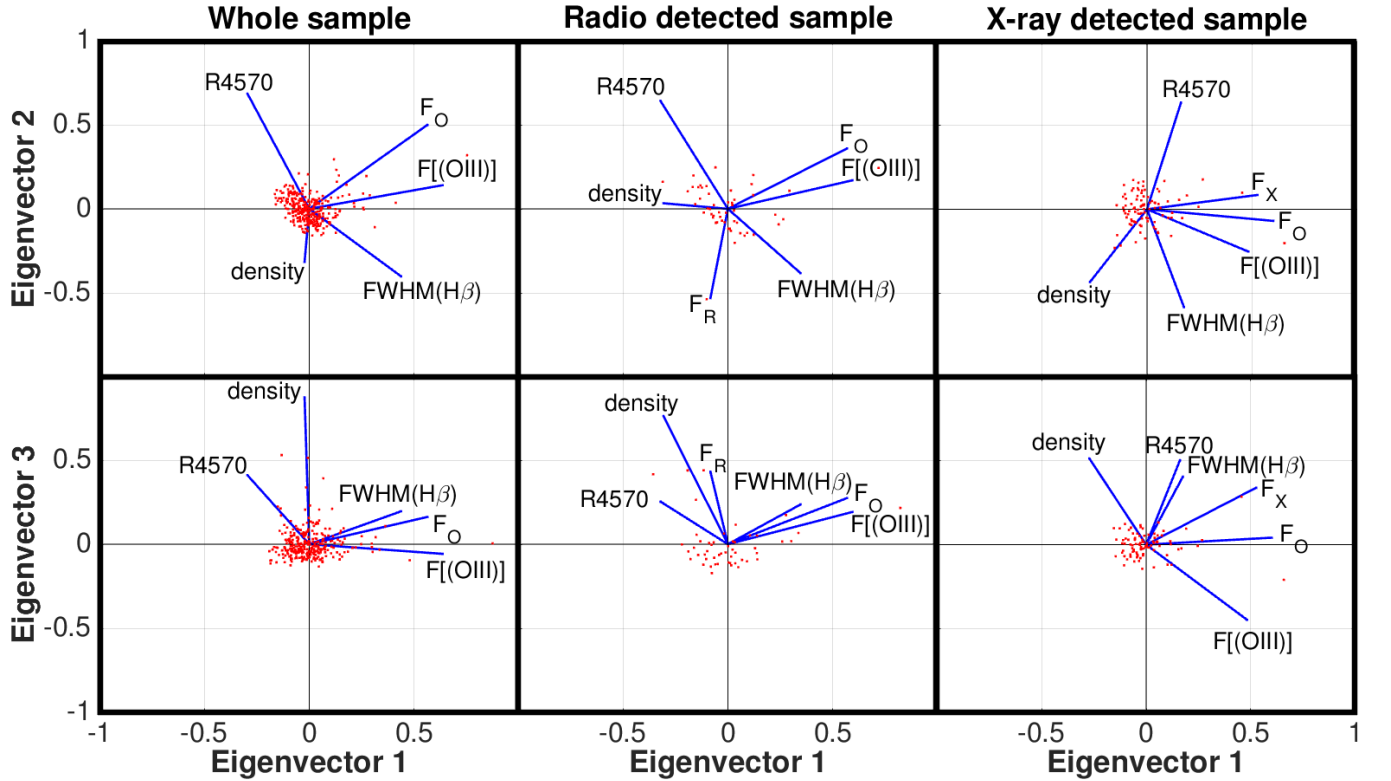 Whole sample
Radio detected sample
X-ray detected sample
Eigenvector 2
1
0.5
0
-0.5
R4570
F_O
F[(OIII)]
density
FWHM(Hβ)
R4570
F_O
F[(OIII)]
density
FWHM(Hβ)
F_R
R4570
F_X
F_O
F[(OIII)]
density
FWHM(Hβ)
Eigenvector 3
0.5
0
-0.5
-1
density
R4570
FWHM(Hβ)
F_O
F[(OIII)]
density
F_R
FWHM(Hβ)
R4570
F_O
F[(OIII)]
density
R4570
FWHM(Hβ)
F_X
F_O
F[(OIII)]
-1 -0.5 0 0.5
-0.5 0 0.5
-0.5 0 0.5 1
Eigenvector 1
Eigenvector 1
Eigenvector 1